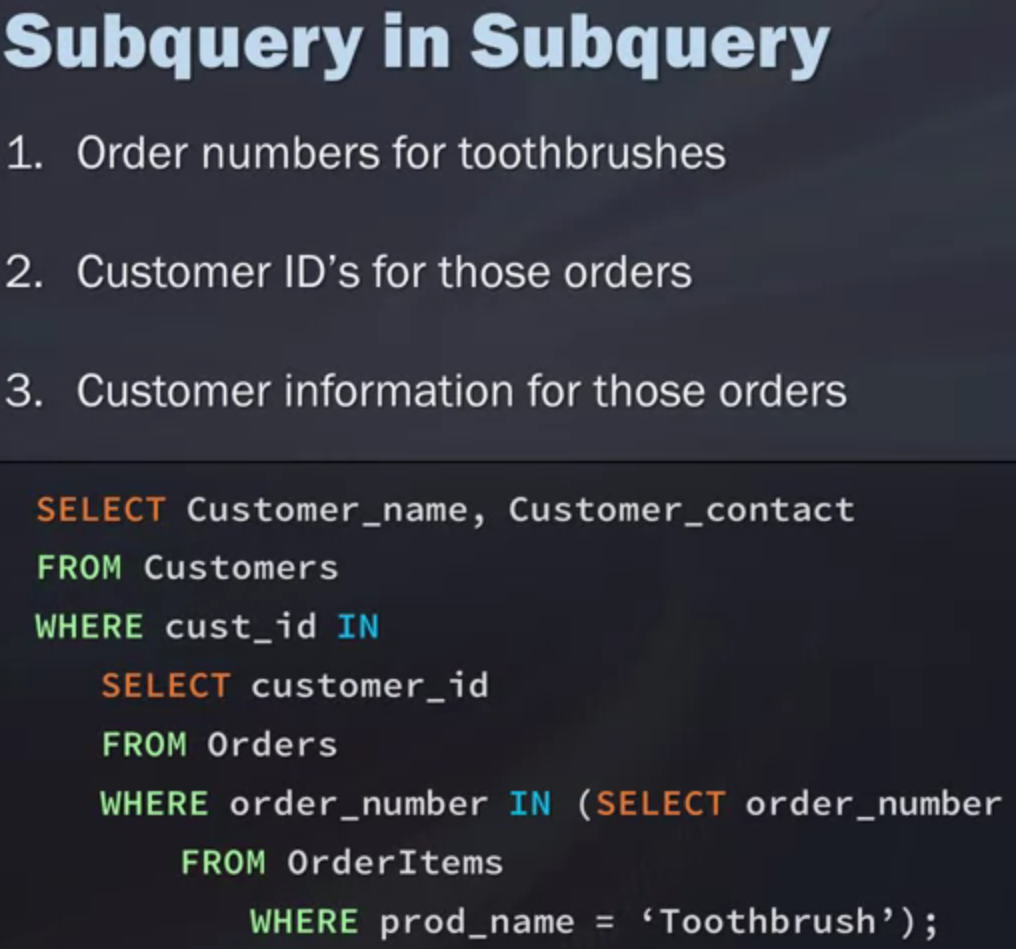 Subquery in Subquery
1. Order numbers for toothbrushes
2. Customer ID’s for those orders
3. Customer information for those orders
SELECT Customer_name, Customer_contact
FROM Customers
WHERE cust_id IN
SELECT customer_id
FROM Orders
WHERE order_number IN (SELECT order_number
FROM OrderItems
WHERE prod_name = ‘Toothbrush’);